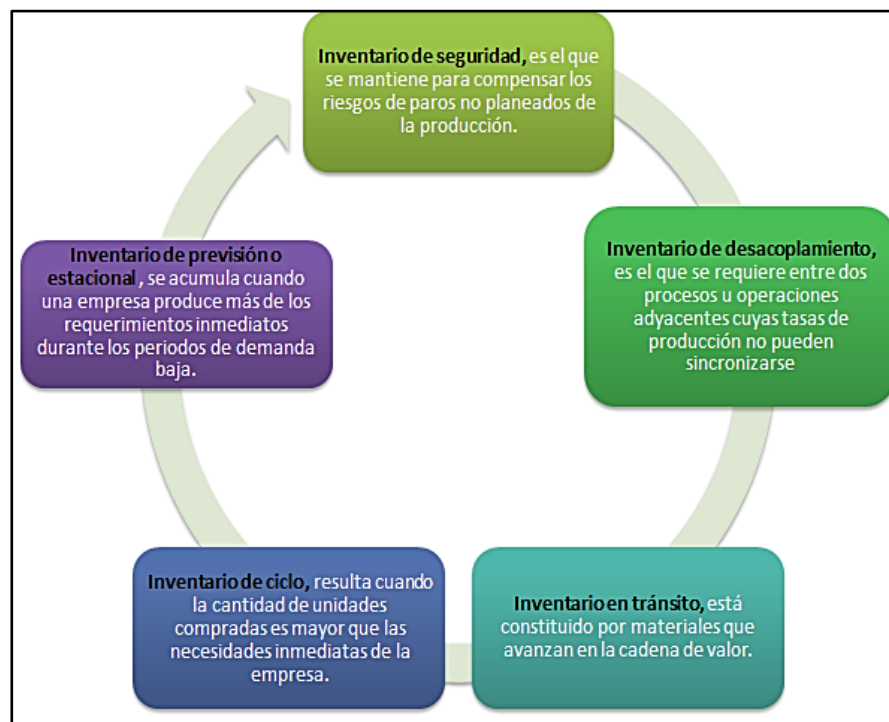 Inventario de seguridad, es el que
se mantiene para compensar los
riesgos de paros no planeados de
la producción.
Inventario de desacoplamiento,
es el que se requiere entre dos
procesos u operaciones
adyacentes cuyas tasas de
producción no pueden
sincronizarse
Inventario en tránsito, está
constituido por materiales que
avanzan en la cadena de valor.
Inventario de ciclo, resulta cuando
la cantidad de unidades
compradas es mayor que las
necesidades inmediatas de la
empresa.
Inventario de previsión o
estacional , se acumula cuando
una empresa produce más de los
requerimientos inmediatos
durante los periodos de demanda
baja.